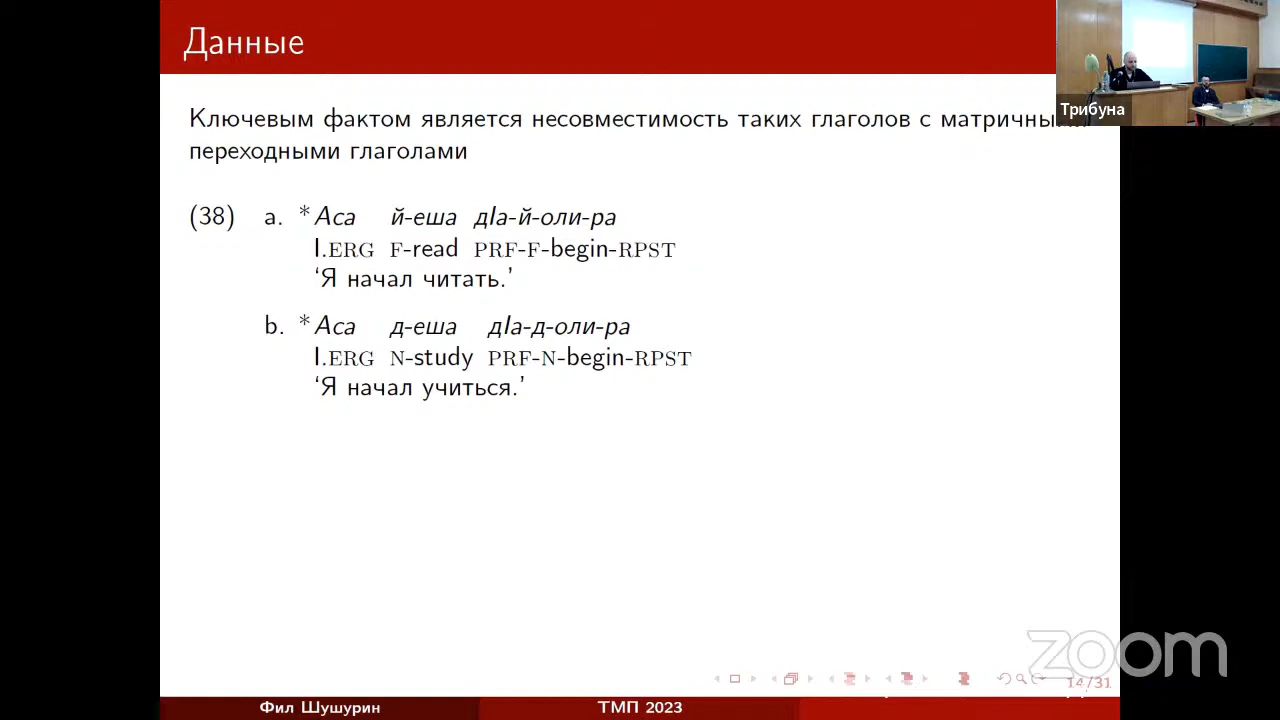 Данные
Трибуна
Ключевым фактом является несовместимость таких глаголов с матричными
переходными глаголами
(38) a. *Аса й-еша дIа-й-оли-ра
I.ERG F-read PRF-F-begin-RPST
‘Я начал читать.’
b. *Аса д-еша дIа-д-оли-ра
I.ERG N-study PRF-N-begin-RPST
‘Я начал учиться.’
zoom
14/31
Фил Шушурин ТМП 2023